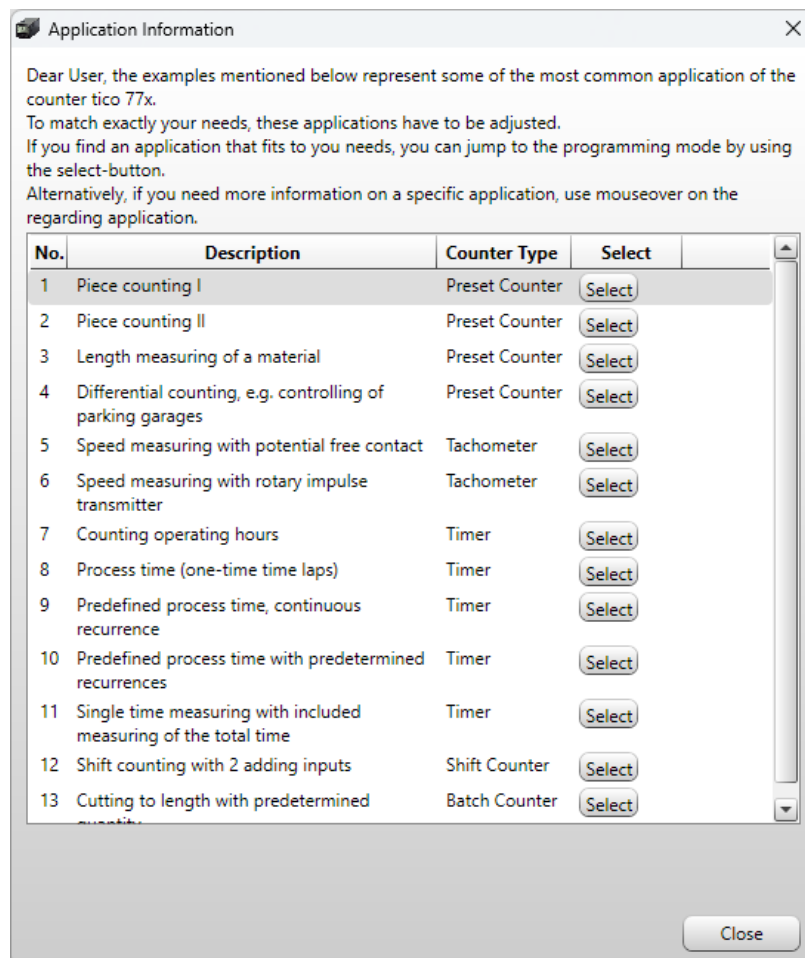 Application Information
Dear User, the examples mentioned below represent some of the most common application of the
counter tico 77x.
To match exactly your needs, these applications have to be adjusted.
If you find an application that fits to you needs, you can jump to the programming mode by using
the select-button.
Alternatively, if you need more information on a specific application, use mouseover on the
regarding application.
No. Description Counter Type Select
1 Piece counting I Preset Counter Select
2 Piece counting II Preset Counter Select
3 Length measuring of a material Preset Counter Select
4 Differential counting, e.g. controlling of Preset Counter Select
parking garages
5 Speed measuring with potential free contact Tachometer Select
6 Speed measuring with rotary impulse Tachometer Select
transmitter
7 Counting operating hours Timer Select
8 Process time (one-time time laps) Timer Select
9 Predefined process time, continuous Timer Select
recurrence
10 Predefined process time with predetermined Timer Select
recurrences
11 Single time measuring with included Timer Select
measuring of the total time
12 Shift counting with 2 adding inputs Shift Counter Select
13 Cutting to length with predetermined Batch Counter Select
Close